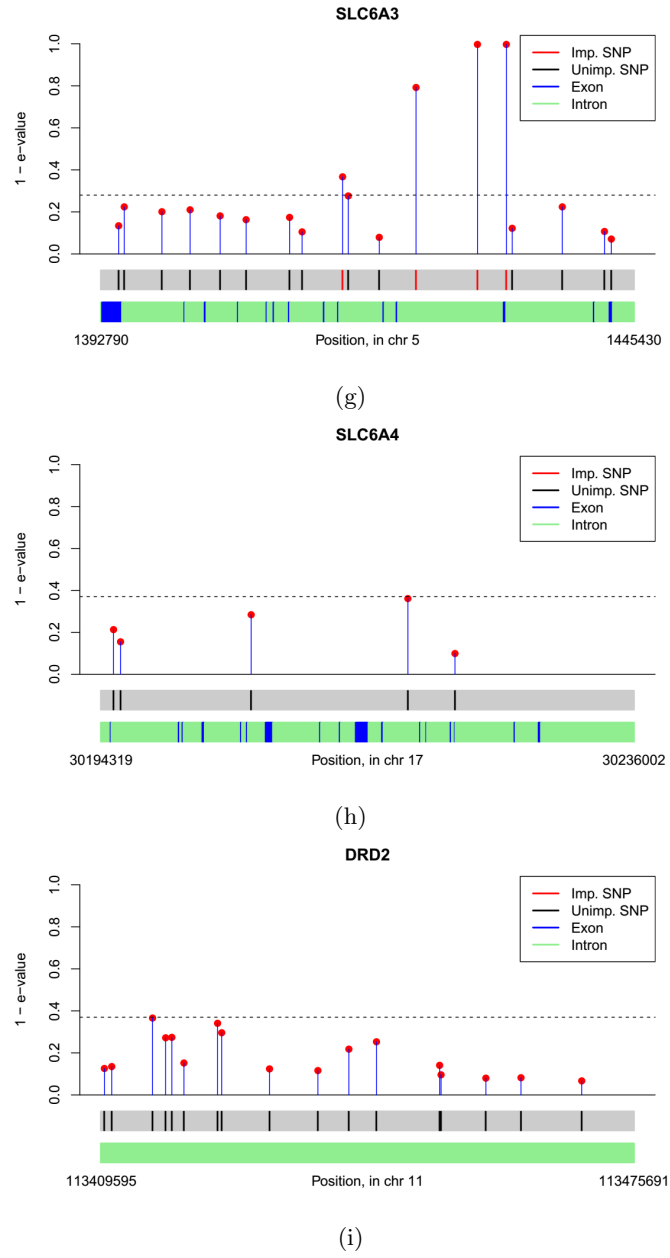 SLC6A3
1 − e−value
0.0 0.2 0.4 0.6 0.8 1.0
Imp. SNP
Unimp. SNP
Exon
Intron
1392790 Position, in chr 5 1445430
(g)
SLC6A4
1 − e−value
0.0 0.2 0.4 0.6 0.8 1.0
Imp. SNP
Unimp. SNP
Exon
Intron
30194319 Position, in chr 17 30236002
(h)
DRD2
1 − e−value
0.0 0.2 0.4 0.6 0.8 1.0
Imp. SNP
Unimp. SNP
Exon
Intron
113409595 Position, in chr 11 113475691
(i)